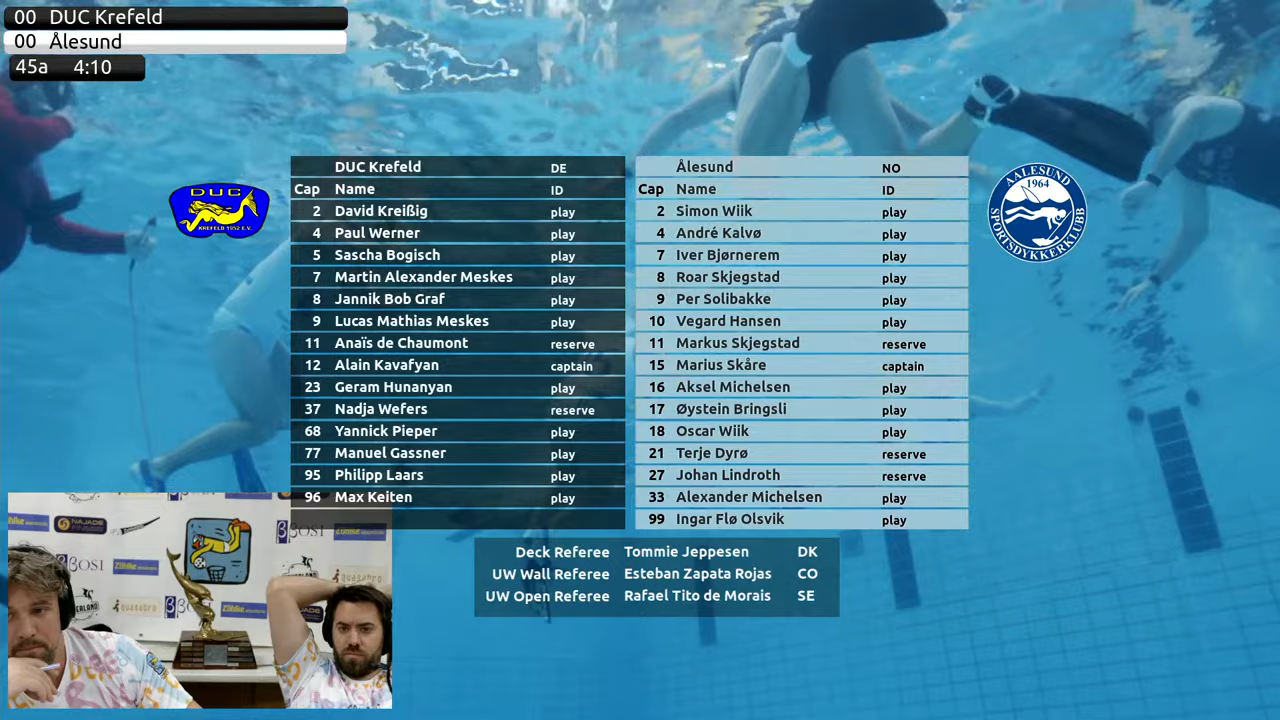 00 DUC Krefeld
00 Ålesund
45a 4:10
DUC Krefeld DE
Cap Name ID
2 David Kreißig play
4 Paul Werner play
5 Sascha Bogisch play
7 Martin Alexander Meskes play
8 Jannik Bob Graf play
9 Lucas Mathias Meskes play
11 Anaïs de Chaumont reserve
12 Alain Kavafyan captain
23 Geram Hunanyan play
37 Nadja Wefers reserve
68 Yannick Pieper play
77 Manuel Gassner play
95 Philipp Laars play
96 Max Keiten play
Ålesund NO
Cap Name ID
2 Simon Wiik play
4 André Kalvø play
7 Iver Bjørnerem play
8 Roar Skjegstad play
9 Per Solibakke play
10 Vegard Hansen play
11 Markus Skjegstad reserve
15 Marius Skåre captain
16 Aksel Michelsen play
17 Øystein Bringsli play
18 Oscar Wiik play
21 Terje Dyrø reserve
27 Johan Lindroth reserve
33 Alexander Michelsen play
99 Ingar Flø Olsvik play
Deck Referee Tommie Jeppesen DK
UW Wall Referee Esteban Zapata Rojas CO
UW Open Referee Rafael Tito de Morais SE
DUC
KREFELD 1952 E.V.
AALESUND
1964
SPORTSDYKKERKLUBB
NAJADE
BOSI